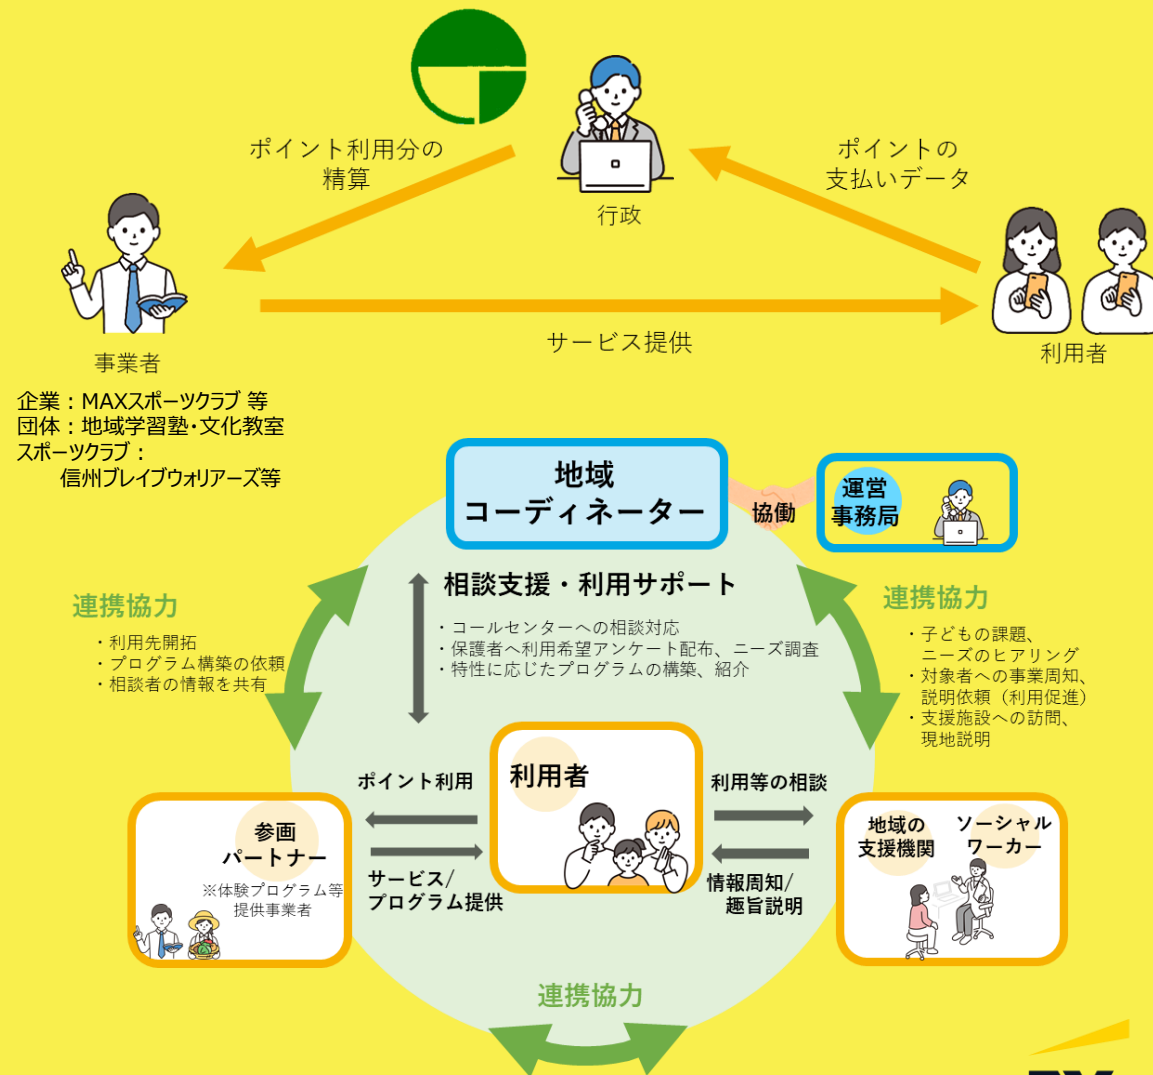 ポイント利用分の
精算
ポイントの
支払いデータ
行政
サービス提供
事業者
利用者
企業：MAXスポーツクラブ 等
団体：地域学習塾・文化教室
スポーツクラブ：
信州ブレイブウォリアーズ等
地域
コーディネーター
協働
運営
事務局
相談支援・利用サポート
・コールセンターへの相談対応
・保護者へ利用希望アンケート配布、ニーズ調査
・特性に応じたプログラムの構築、紹介
連携協力
・利用先開拓
・プログラム構築の依頼
・相談者の情報を共有
連携協力
・子どもの課題、
ニーズのヒアリング
・対象者への事業周知、
説明依頼（利用促進）
・支援施設への訪問、
現地説明
利用者
ポイント利用
サービス/
プログラム提供
利用等の相談
情報周知/
趣旨説明
参画
パートナー
※体験プログラム等
提供事業者
地域の
支援機関
ソーシャル
ワーカー
連携協力